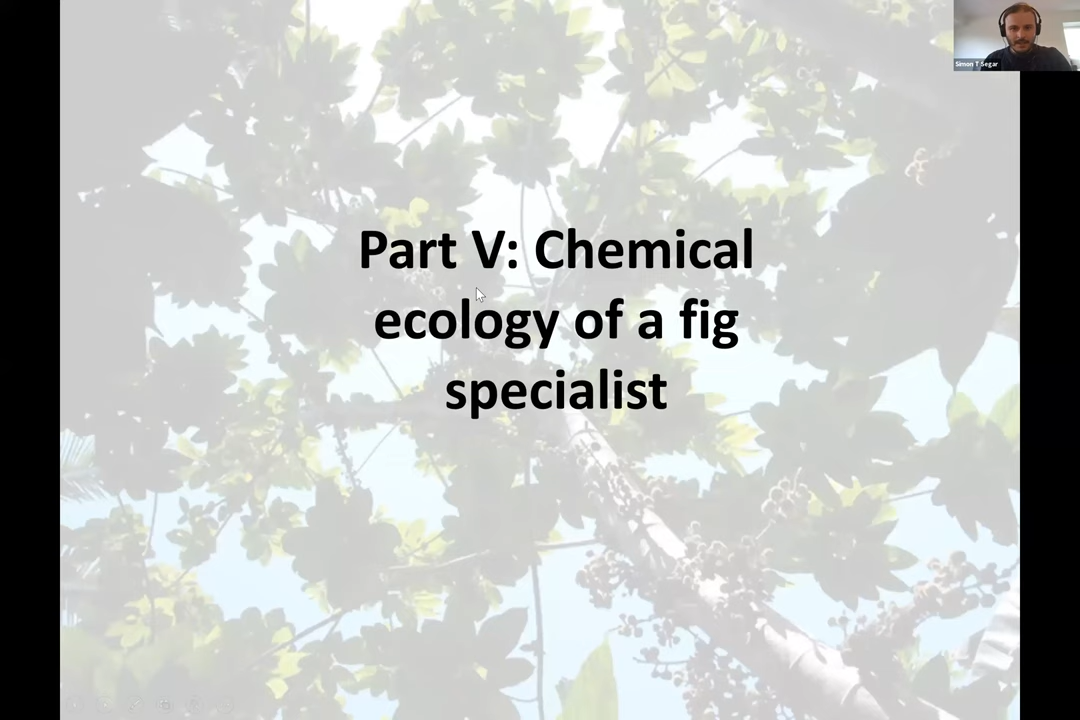 Simon T Segar
Part V: Chemical
ecology of a fig
specialist